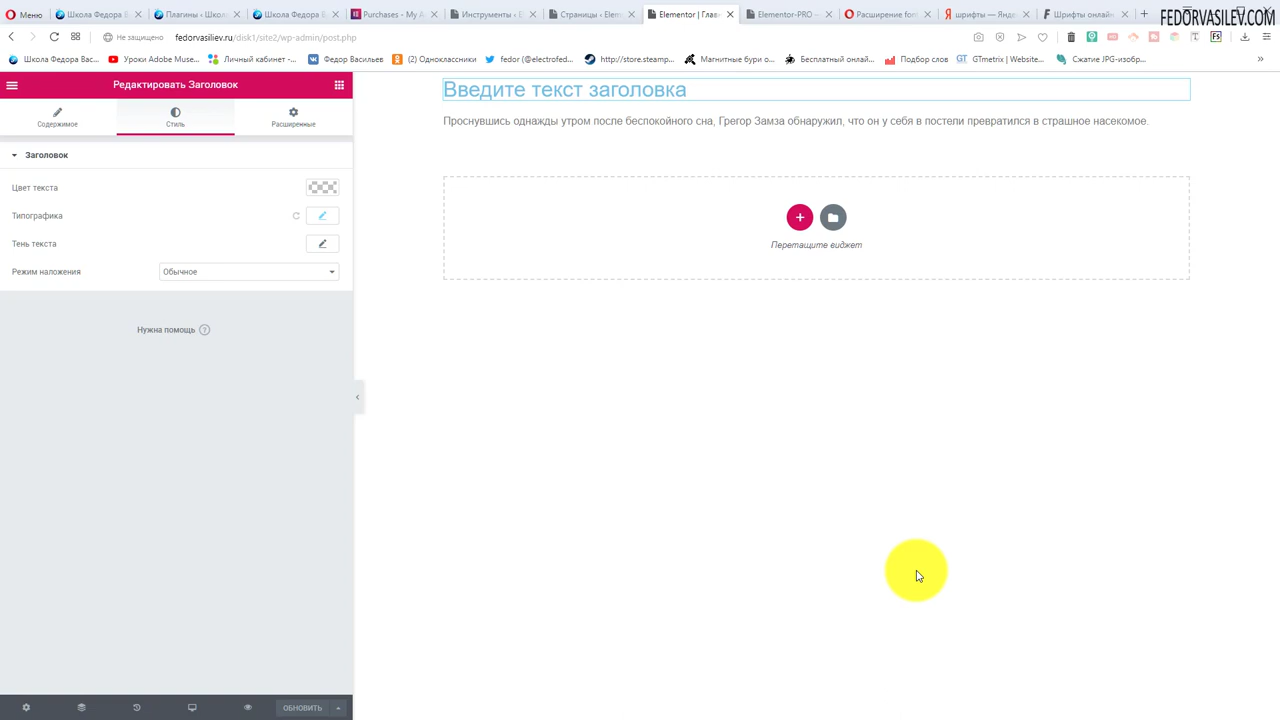 Меню
Школа Федора В
Плагины ‹ Школ
Школа Федора В
Purchases - My A
Инструменты ‹ E
Страницы ‹ Elem
Elementor | Глав
Elementor-PRO —
Расширение fon
шрифты — Янде
Шрифты онлайн
FEDORVASILEV.COM
Не защищено
fedorvasiliev.ru/disk1/site2/wp-admin/post.php
Школа Федора Вас...
Уроки Adobe Muse...
Личный кабинет -...
Федор Васильев
(2) Одноклассники
fedor (@electrofed...
http://store.steamp...
Магнитные бури о...
Бесплатный онлай...
Подбор слов
GTmetrix | Website...
Сжатие JPG-изобр...
Редактировать Заголовок
Содержимое
Стиль
Расширенные
Заголовок
Цвет текста
Типографика
Тень текста
Режим наложения
Обычное
Нужна помощь ?
ОБНОВИТЬ
Введите текст заголовка
Проснувшись однажды утром после беспокойного сна, Грегор Замза обнаружил, что он у себя в постели превратился в страшное насекомое.
Перетащите виджет